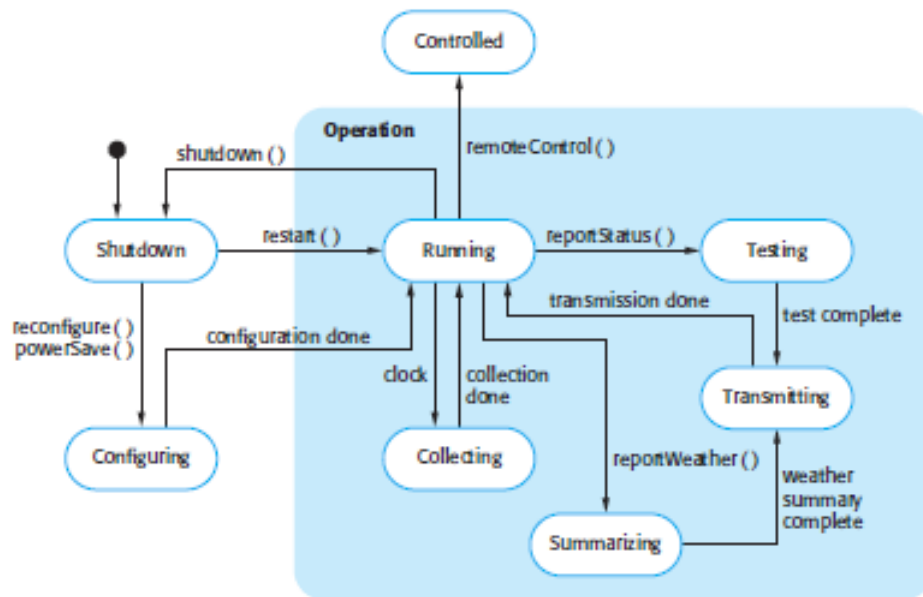 Controlled
Operation
remoteControl()
shutdown()
Shutdown
restart()
Running
reportStatus()
Testing
transmission done
test complete
reconfigure()
powerSave()
configuration done
clock
collection
done
Transmitting
Configuring
Collecting
reportWeather()
weather
summary
complete
Summarizing